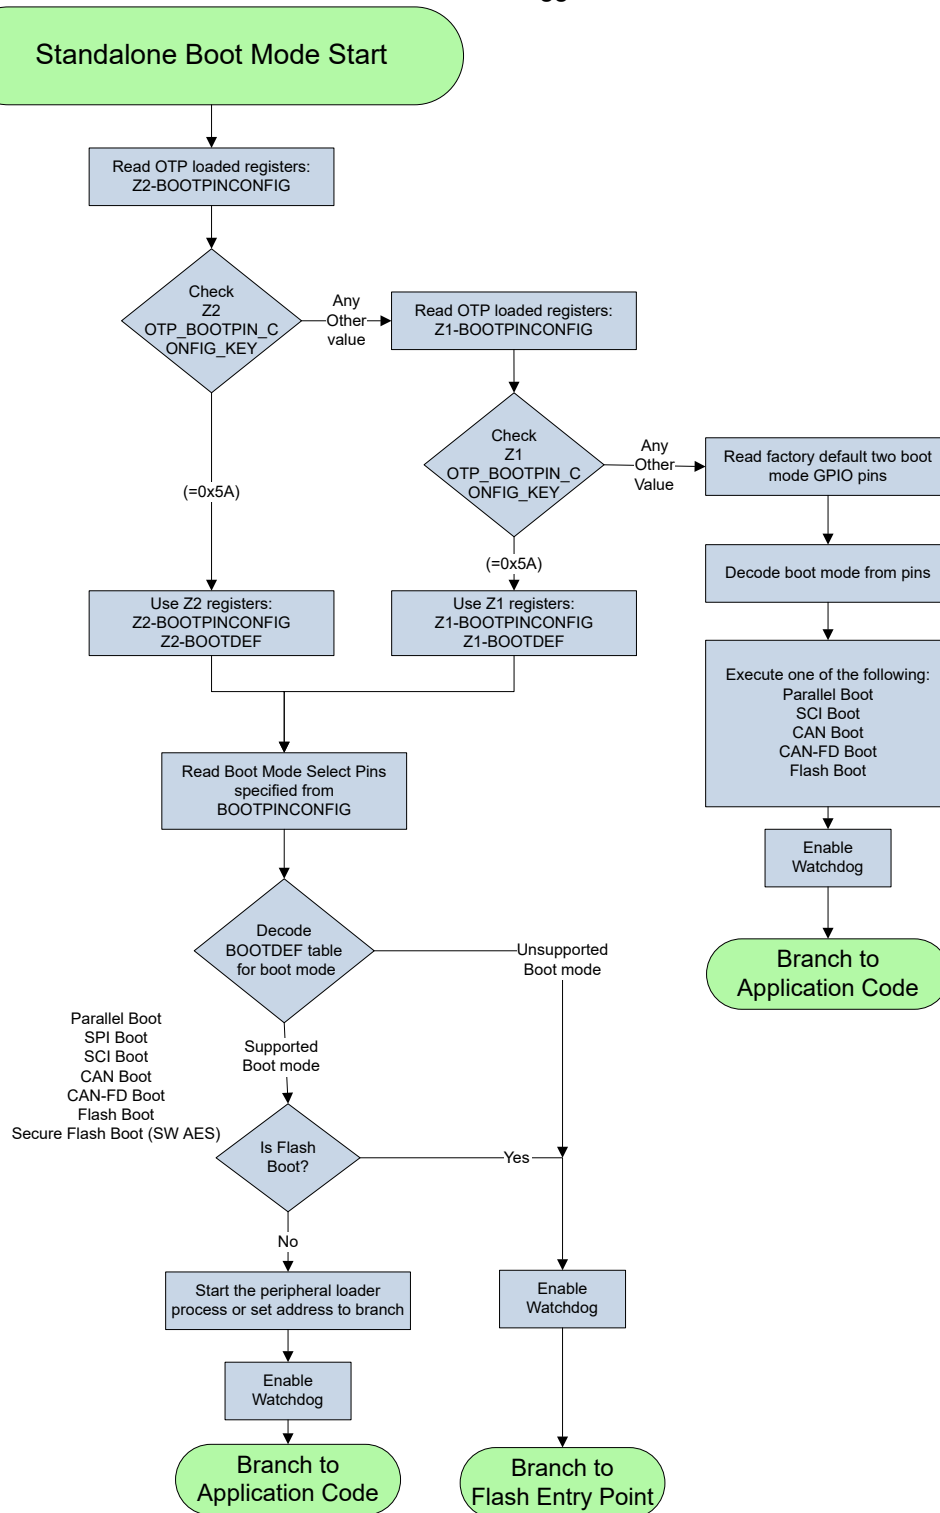 Standalone Boot Mode Start
Read OTP loaded registers:
Z2-BOOTPINCONFIG
Check
Z2
OTP_BOOTPIN_C
ONFIG_KEY
Any
Other
value
Read OTP loaded registers:
Z1-BOOTPINCONFIG
Check
Z1
OTP_BOOTPIN_C
ONFIG_KEY
Any
Other
Value
Read factory default two boot
mode GPIO pins
(=0x5A)
(=0x5A)
Decode boot mode from pins
Use Z2 registers:
Z2-BOOTPINCONFIG
Z2-BOOTDEF
Use Z1 registers:
Z1-BOOTPINCONFIG
Z1-BOOTDEF
Execute one of the following:
Parallel Boot
SCI Boot
CAN Boot
CAN-FD Boot
Flash Boot
Read Boot Mode Select Pins
specified from
BOOTPINCONFIG
Enable
Watchdog
Branch to
Application Code
Decode
BOOTDEF table
for boot mode
Unsupported
Boot mode
Supported
Boot mode
Parallel Boot
SPI Boot
SCI Boot
CAN Boot
CAN-FD Boot
Flash Boot
Secure Flash Boot (SW AES)
Is Flash
Boot?
Yes
No
Start the peripheral loader
process or set address to branch
Enable
Watchdog
Enable
Watchdog
Branch to
Application Code
Branch to
Flash Entry Point